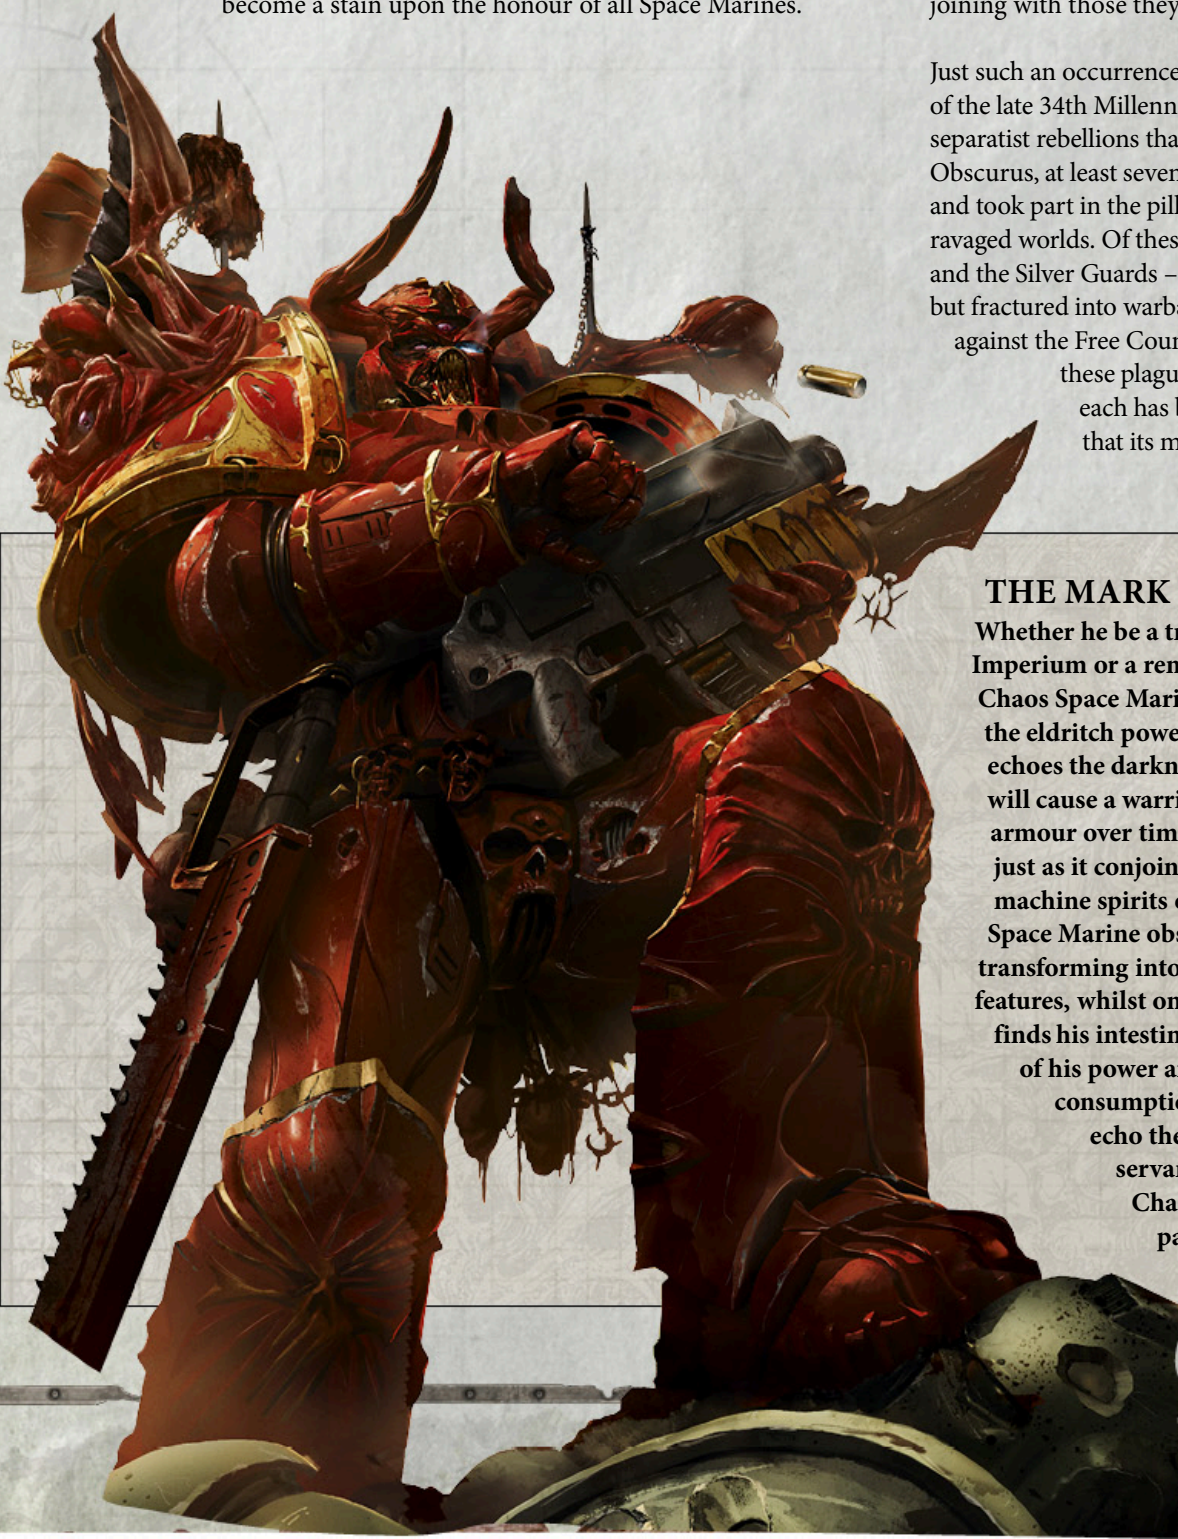 become a stain upon the honour of all Space Marines.
joining with those they
Just such an occurrence
of the late 34th Millenn
separatist rebellions tha
Obscurus, at least seven
and took part in the pill
ravaged worlds. Of thes
and the Silver Guards –
but fractured into warba
against the Free Cour
these plagu
each has b
that its m
THE MARK
Whether he be a tr
Imperium or a ren
Chaos Space Mari
the eldritch powe
echoes the darkn
will cause a warri
armour over tim
just as it conjoin
machine spirits o
Space Marine obs
transforming into
features, whilst on
finds his intestin
of his power a
consumptio
echo the
serva
Cha
pa